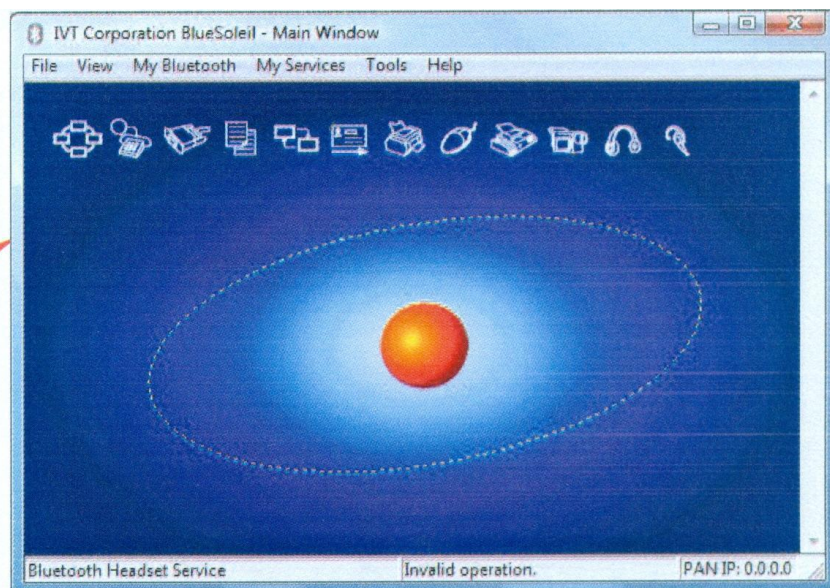 IVT Corporation BlueSoleil - Main Window
File View My Bluetooth My Services Tools Help
Bluetooth Headset Service Invalid operation. PAN IP: 0.0.0.0